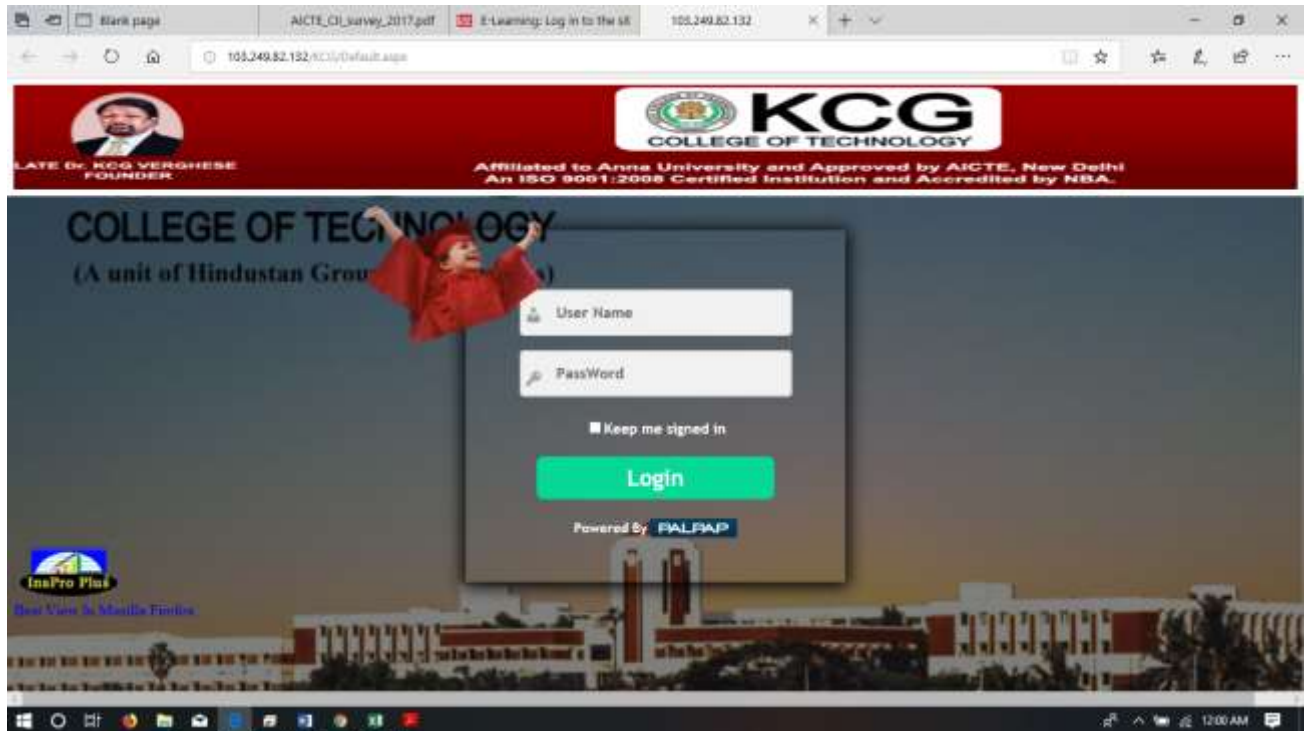 Blank page
AICTE_CII_survey_2017.pdf
E-Learning: Log in to the sit
103.249.82.132
103.249.82.132/KCG/Default.aspx
KCG
COLLEGE OF TECHNOLOGY
LATE Dr. KCG VERGHESE
FOUNDER
Affiliated to Anna University and Approved by AICTE, New Delhi
An ISO 9001:2008 Certified Institution and Accredited by NBA.
COLLEGE OF TECHNOLOGY
(A unit of Hindustan Grou
User Name
PassWord
Keep me signed in
Login
Powered By PALPAP
InsPro Plus
Best View In Mozilla Firefox
12:00 AM